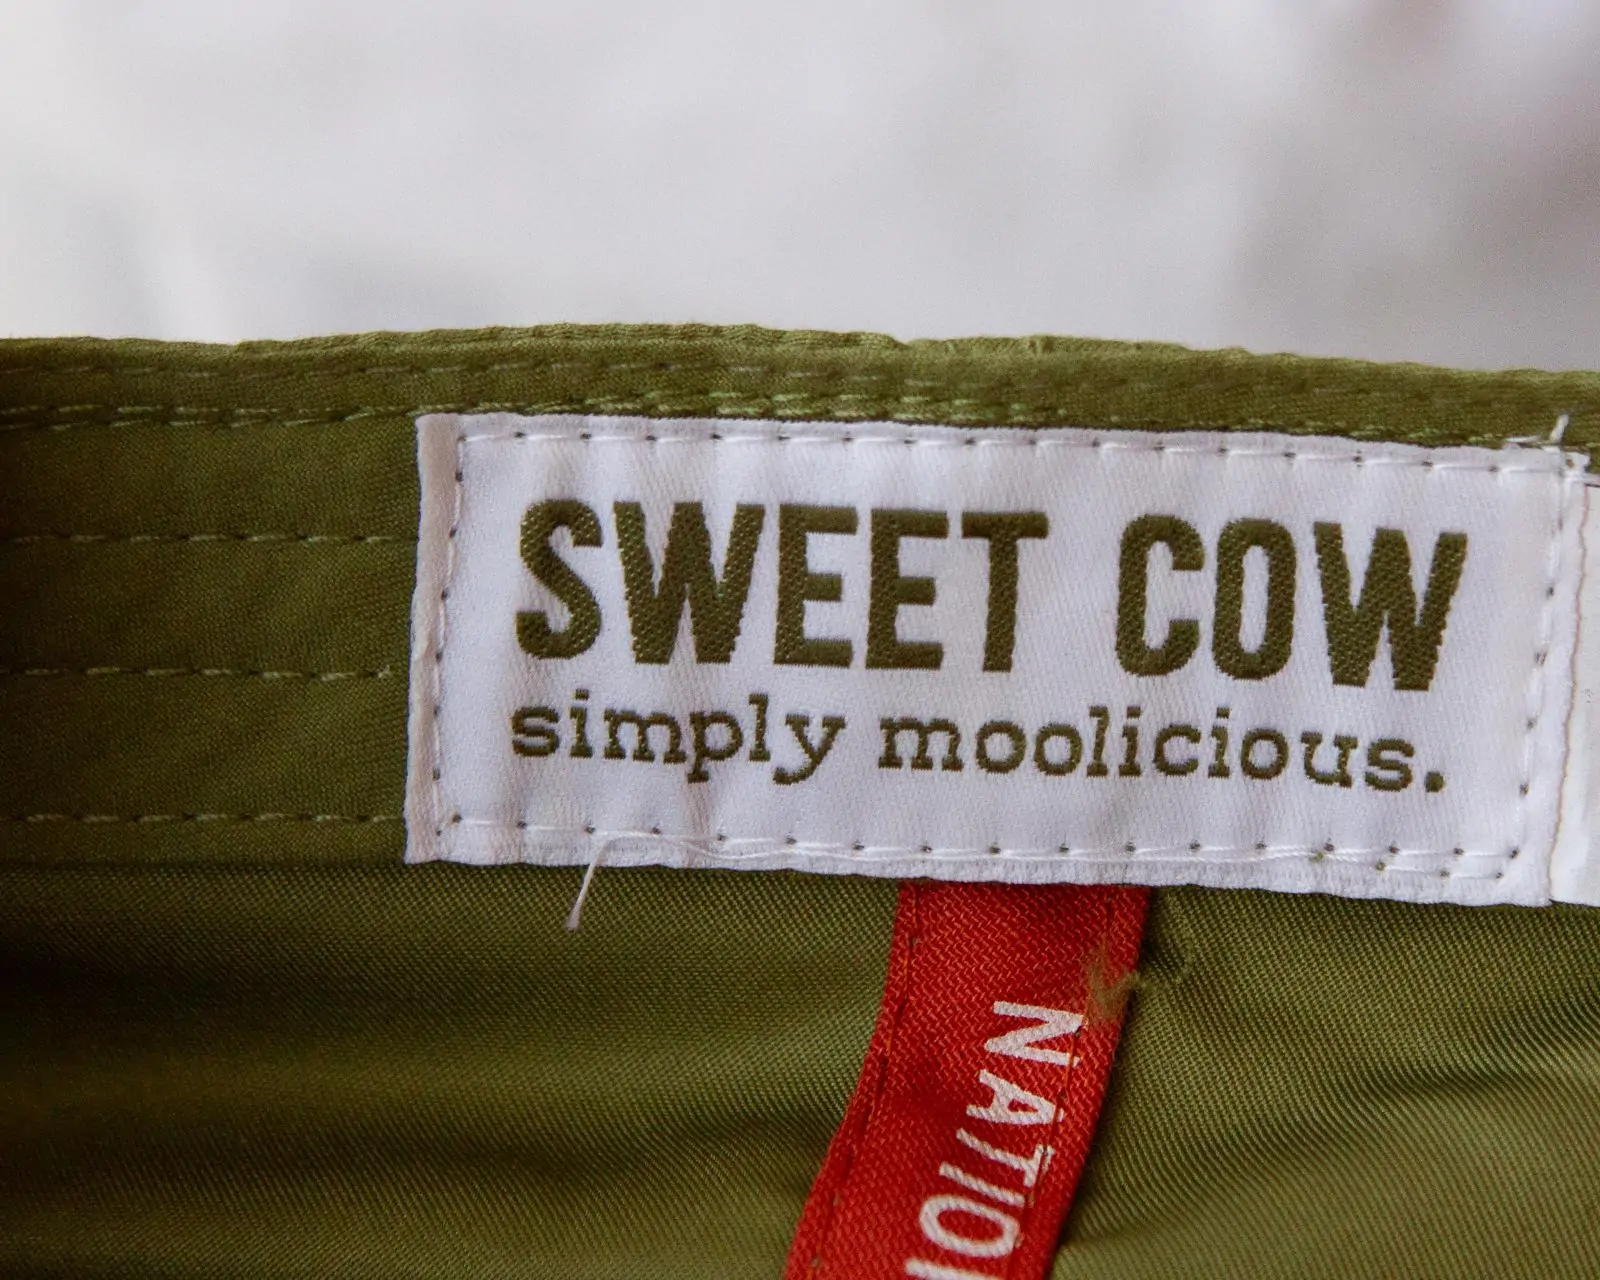 SWEET COW
simply moolicious.
NATIO